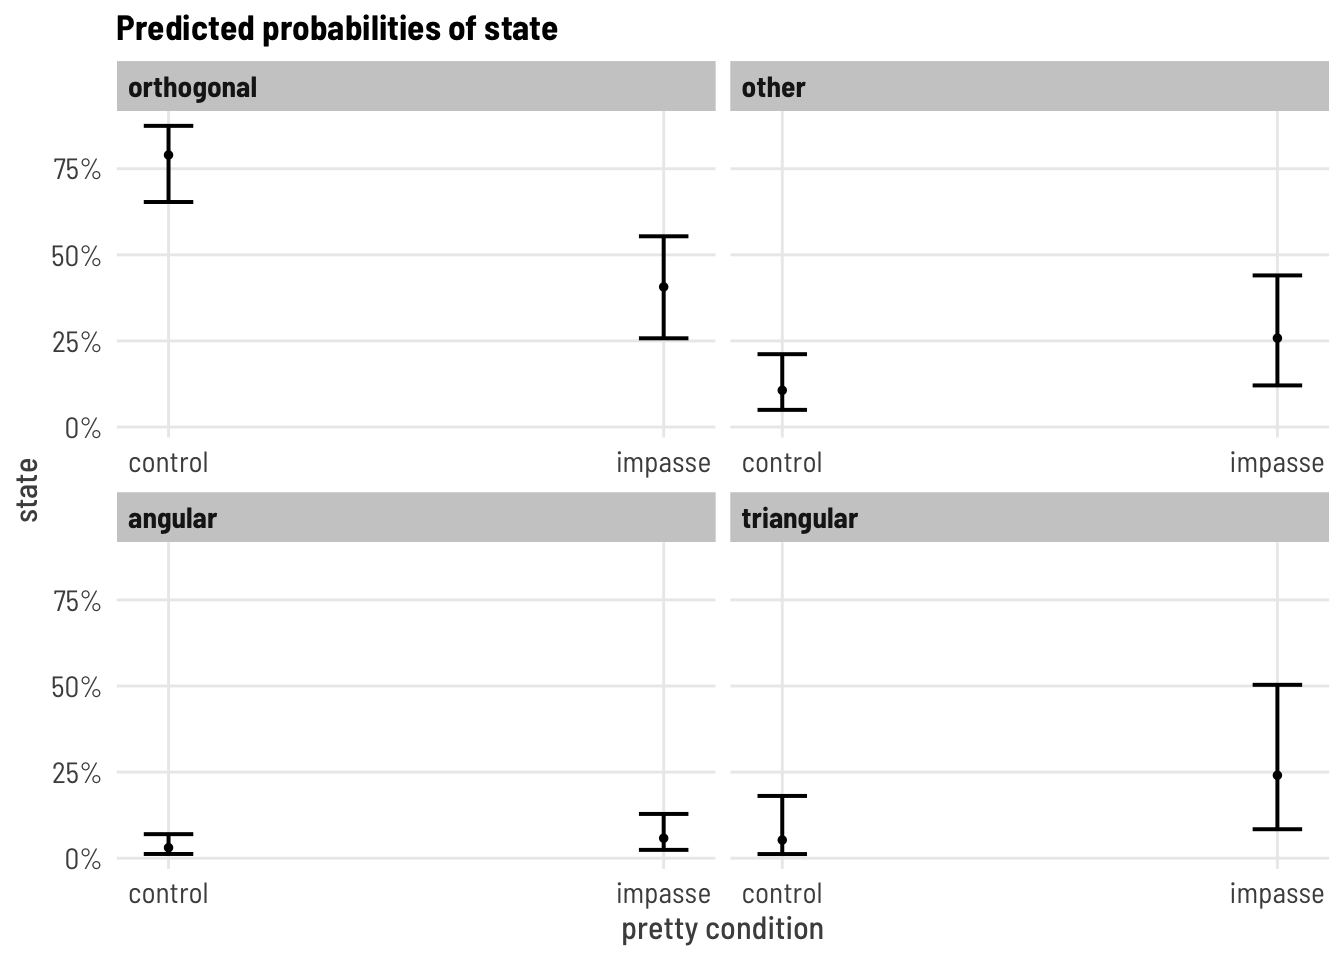 Predicted probabilities of state
orthogonal
other
75%
50%
25%
0%
control
impasse
control
impasse
state
angular
triangular
75%
50%
25%
0%
control
impasse
control
impasse
pretty condition